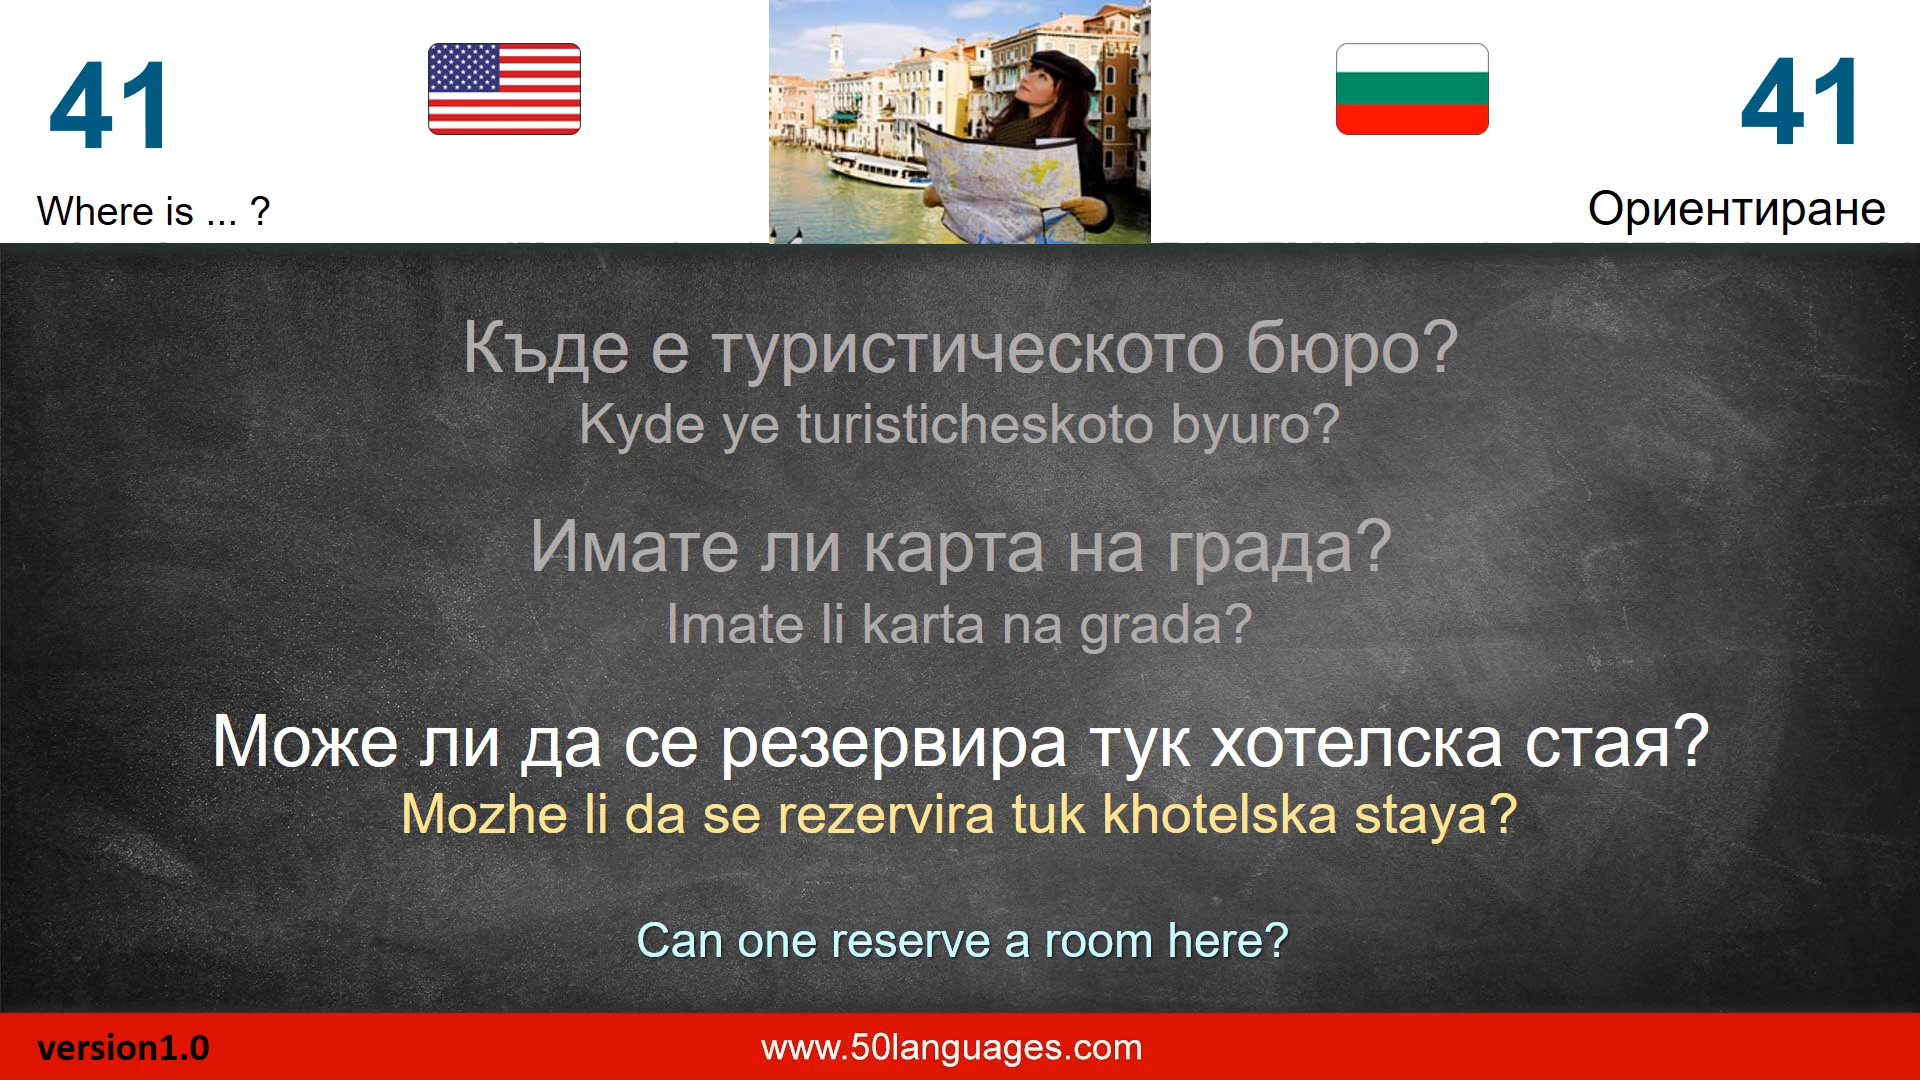 41
41
Where is ... ?
Ориентиране
Къде е туристическото бюро?
Kyde ye turisticheskoto byuro?
Имате ли карта на града?
Imate li karta na grada?
Може ли да се резервира тук хотелска стая?
Mozhe li da se rezervira tuk khotelska staya?
Can one reserve a room here?
version1.0
www.50languages.com